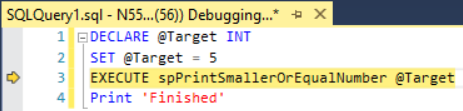 SQLQuery1.sql - N55...(56)) Debugging...*
1 DECLARE @Target INT
2 SET @Target = 5
3 EXECUTE spPrintSmallerOrEqualNumber @Target
4 Print 'Finished'